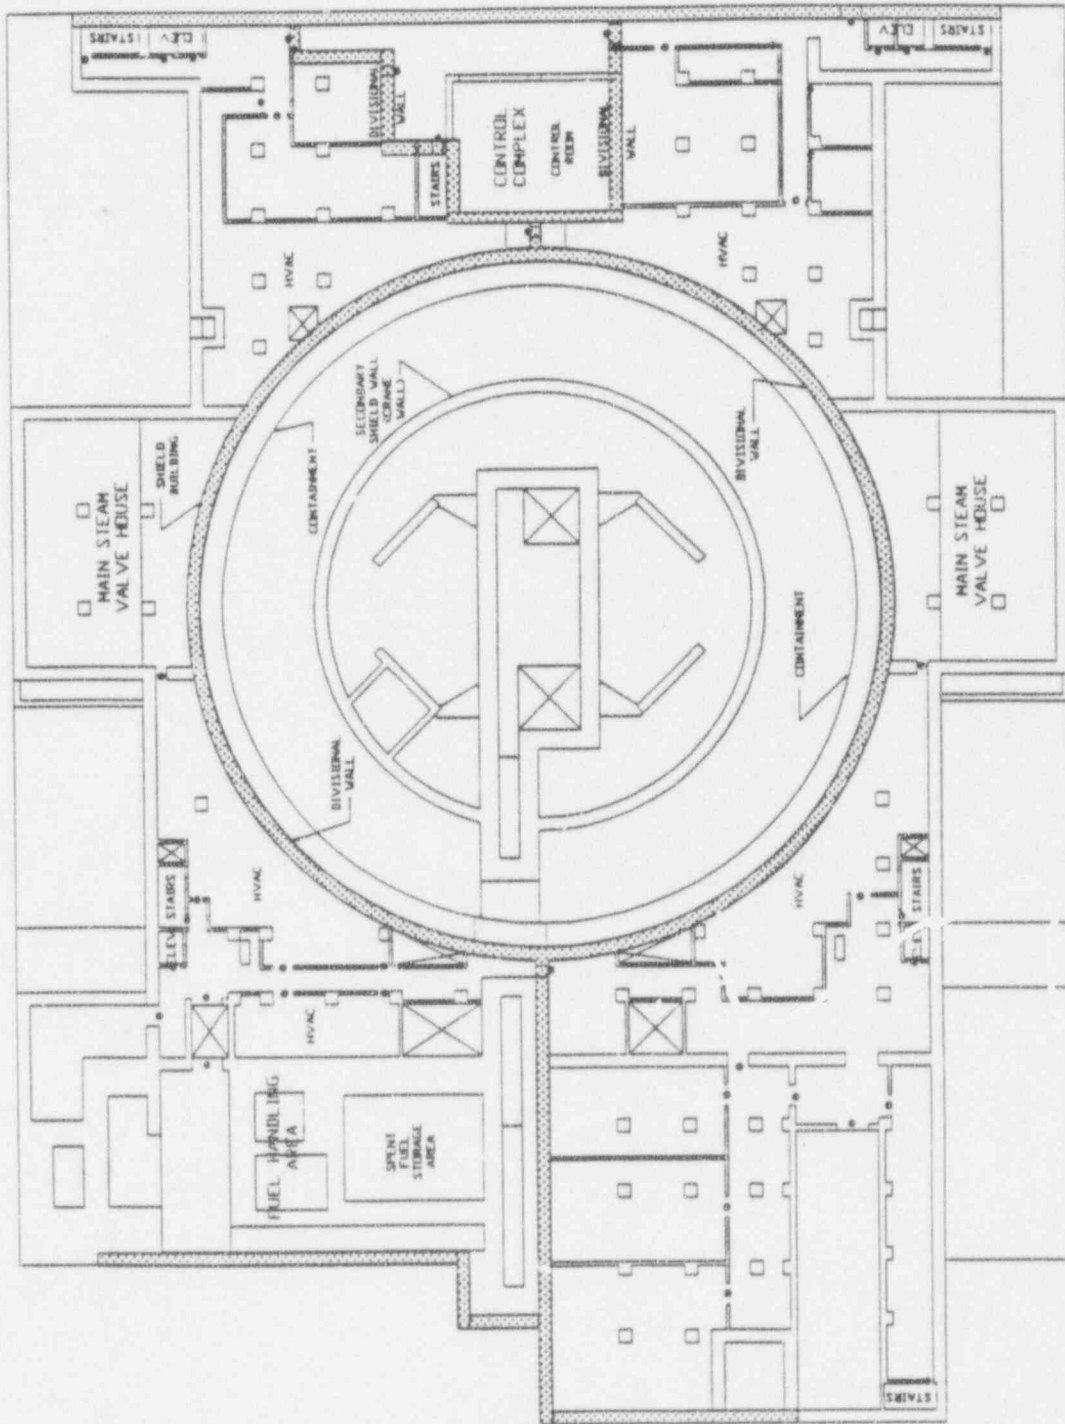 STAIRS
ELEV
ELEV
STAIRS
DIVISIONAL
WALL
CONTROL
COMPLEX
CONTROL
ROOM
DIVISIONAL
WALL
STAIRS
HVAC
HVAC
SECONDARY
SHIELD WALL
(CRANE
WALL)
DIVISIONAL
WALL
SHIELD
BUILDING
CONTAINMENT
MAIN STEAM
VALVE HOUSE
MAIN STEAM
VALVE HOUSE
CONTAINMENT
DIVISIONAL
WALL
HVAC
STAIRS
ELEV
HVAC
STAIRS
HVAC
FUEL HANDLING
AREA
SPENT
FUEL
STORAGE
AREA
STAIRS